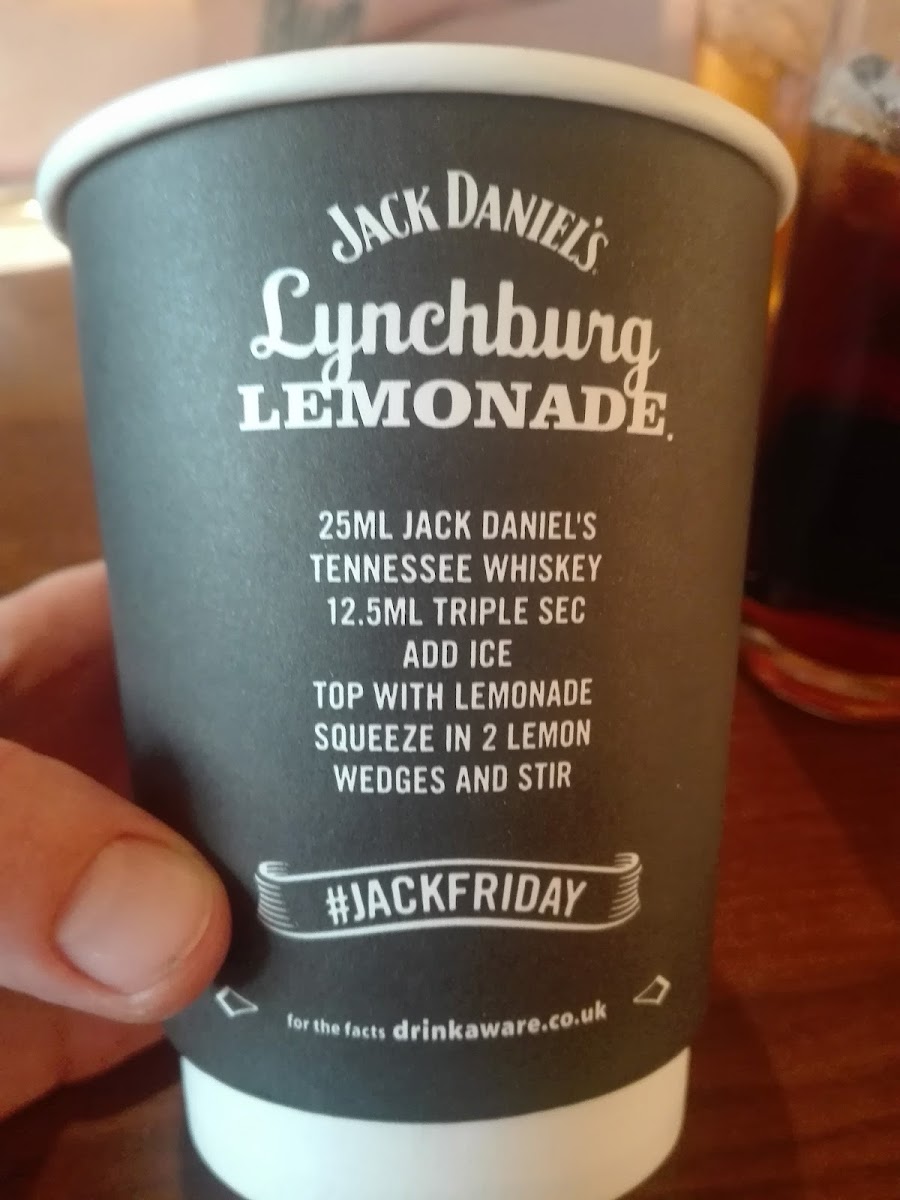 JACK DANIEL'S
Lynchburg
LEMONADE.
25ML JACK DANIEL'S
TENNESSEE WHISKEY
12.5ML TRIPLE SEC
ADD ICE
TOP WITH LEMONADE
SQUEEZE IN 2 LEMON
WEDGES AND STIR
#JACKFRIDAY
for the facts drinkaware.co.uk